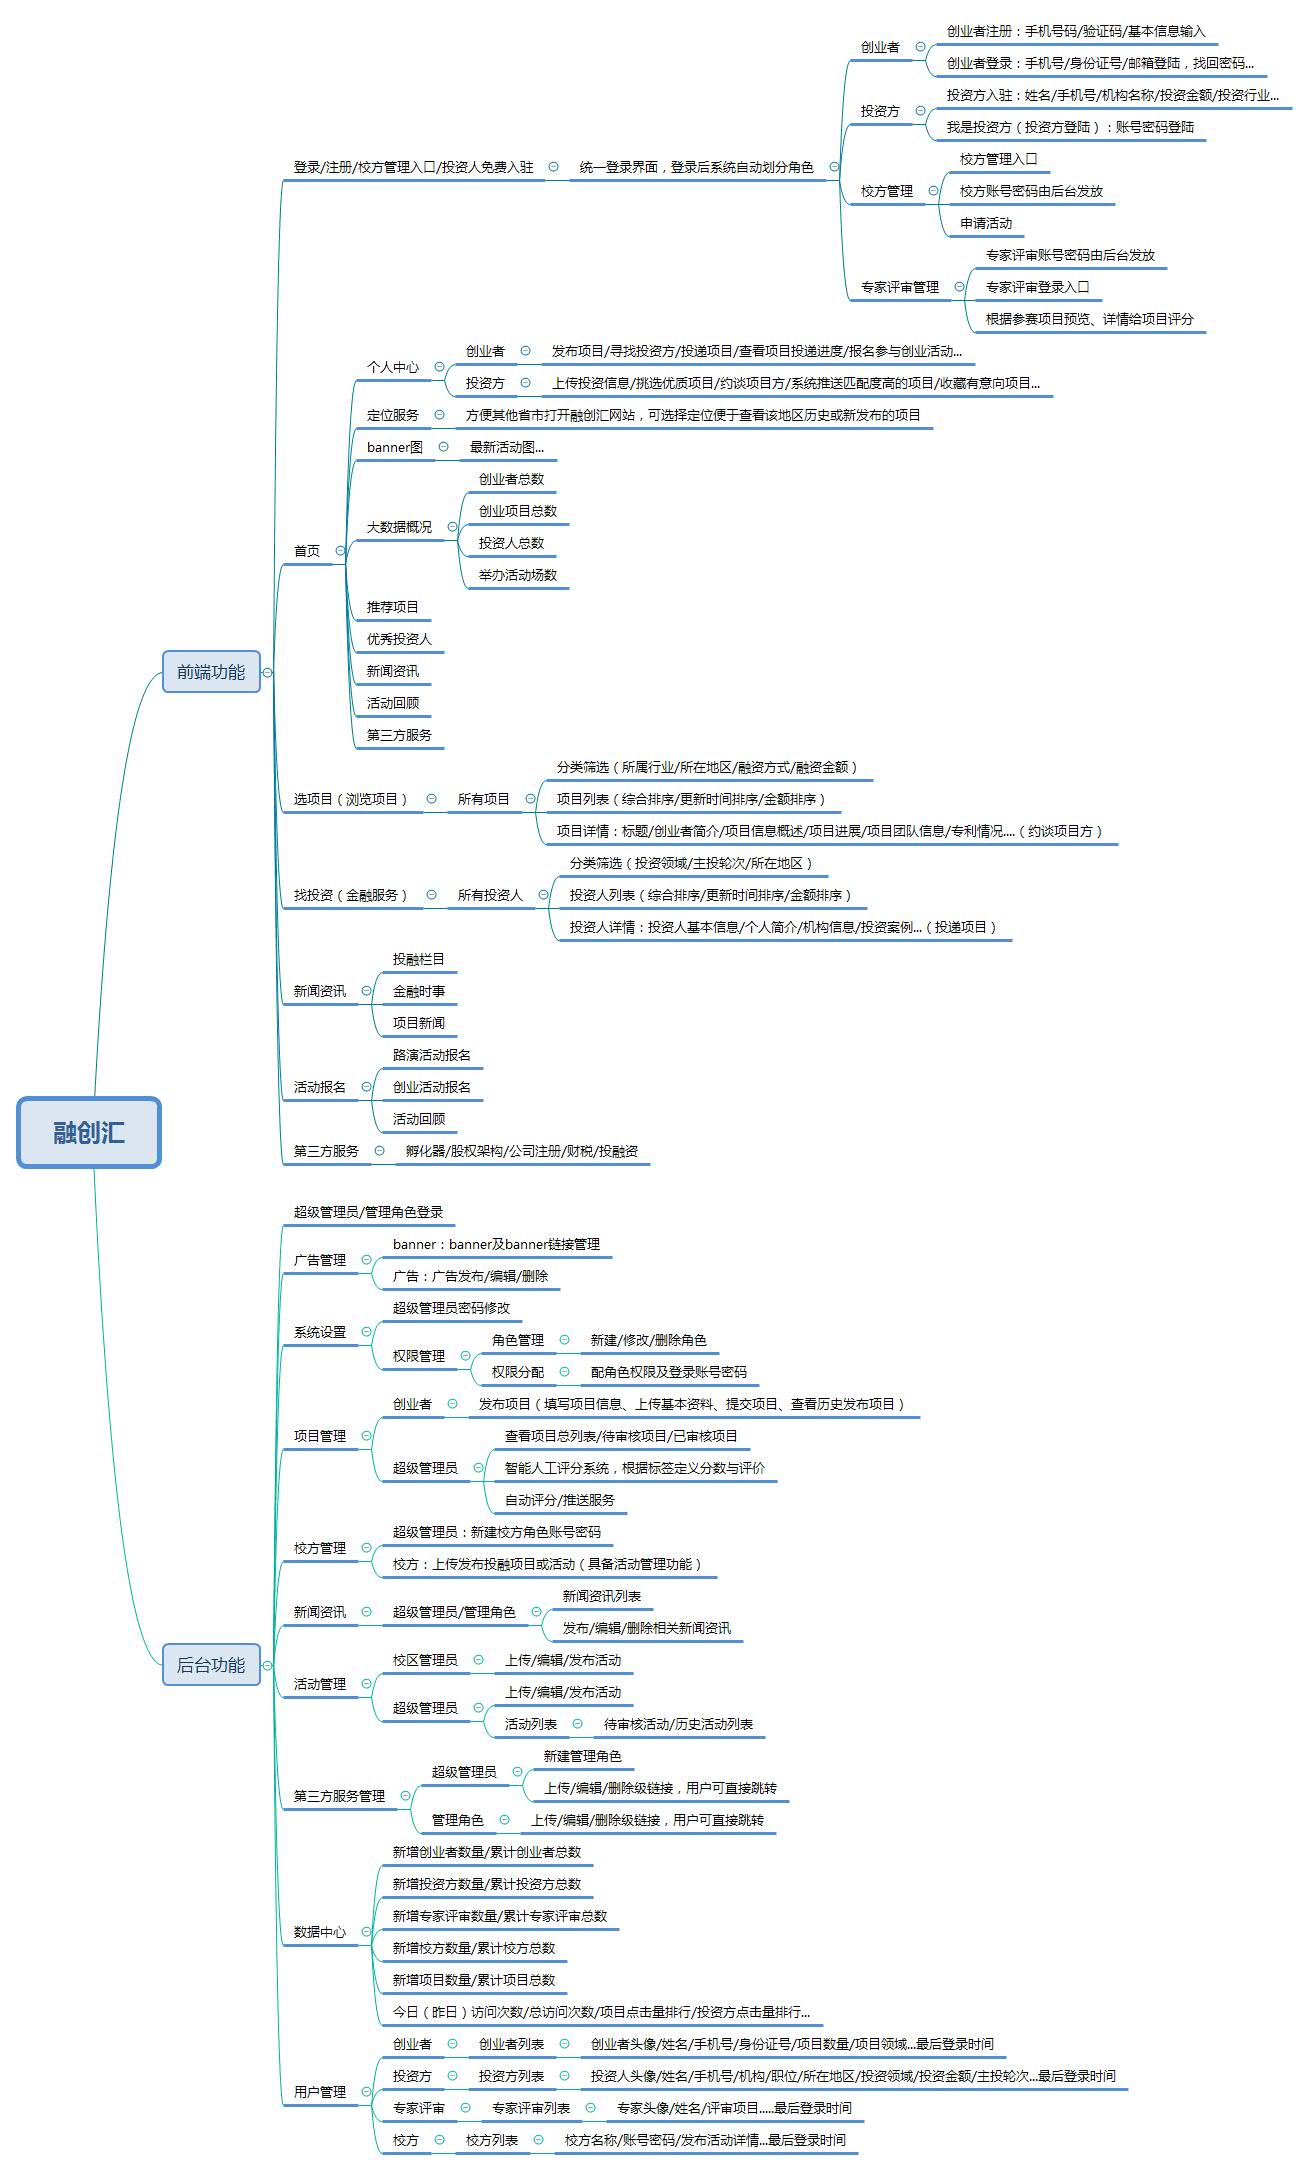 融创汇
前端功能
登录/注册/校方管理入口/投资人免费入驻
统一登录界面，登录后系统自动划分角色
创业者
创业者注册：手机号码/验证码/基本信息输入
创业者登录：手机号/身份证号/邮箱登陆，找回密码...
投资方
投资方入驻：姓名/手机号/机构名称/投资金额/投资行业...
我是投资方（投资方登陆）：账号密码登陆
校方管理
校方管理入口
校方账号密码由后台发放
申请活动
专家评审管理
专家评审账号密码由后台发放
专家评审登录入口
根据参赛项目预览、详情给项目评分
首页
个人中心
创业者
发布项目/寻找投资方/投递项目/查看项目投递进度/报名参与创业活动...
投资方
上传投资信息/挑选优质项目/约谈项目方/系统推送匹配度高的项目/收藏有意向项目...
定位服务
方便其他省市打开融创汇网站，可选择定位便于查看该地区历史或新发布的项目
banner图
最新活动图...
大数据概况
创业者总数
创业项目总数
投资人总数
举办活动场数
推荐项目
优秀投资人
新闻资讯
活动回顾
第三方服务
选项目（浏览项目）
所有项目
分类筛选（所属行业/所在地区/融资方式/融资金额）
项目列表（综合排序/更新时间排序/金额排序）
项目详情：标题/创业者简介/项目信息概述/项目进展/项目团队信息/专利情况....（约谈项目方）
找投资（金融服务）
所有投资人
分类筛选（投资领域/主投轮次/所在地区）
投资人列表（综合排序/更新时间排序/金额排序）
投资人详情：投资人基本信息/个人简介/机构信息/投资案例...（投递项目）
新闻资讯
投融栏目
金融时事
项目新闻
活动报名
路演活动报名
创业活动报名
活动回顾
第三方服务
孵化器/股权架构/公司注册/财税/投融资
后台功能
超级管理员/管理角色登录
广告管理
banner：banner及banner链接管理
广告：广告发布/编辑/删除
系统设置
超级管理员密码修改
权限管理
角色管理
新建/修改/删除角色
权限分配
配角色权限及登录账号密码
项目管理
创业者
发布项目（填写项目信息、上传基本资料、提交项目、查看历史发布项目）
超级管理员
查看项目总列表/待审核项目/已审核项目
智能人工评分系统，根据标签定义分数与评价
自动评分/推送服务
校方管理
超级管理员：新建校方角色账号密码
校方：上传发布投融项目或活动（具备活动管理功能）
新闻资讯
超级管理员/管理角色
新闻资讯列表
发布/编辑/删除相关新闻资讯
活动管理
校区管理员
上传/编辑/发布活动
超级管理员
上传/编辑/发布活动
活动列表
待审核活动/历史活动列表
第三方服务管理
超级管理员
新建管理角色
上传/编辑/删除级链接，用户可直接跳转
管理角色
上传/编辑/删除级链接，用户可直接跳转
数据中心
新增创业者数量/累计创业者总数
新增投资方数量/累计投资方总数
新增专家评审数量/累计专家评审总数
新增校方数量/累计校方总数
新增项目数量/累计项目总数
今日（昨日）访问次数/总访问次数/项目点击量排行/投资方点击量排行...
用户管理
创业者
创业者列表
创业者头像/姓名/手机号/身份证号/项目数量/项目领域...最后登录时间
投资方
投资方列表
投资人头像/姓名/手机号/机构/职位/所在地区/投资领域/投资金额/主投轮次...最后登录时间
专家评审
专家评审列表
专家头像/姓名/评审项目.....最后登录时间
校方
校方列表
校方名称/账号密码/发布活动详情...最后登录时间